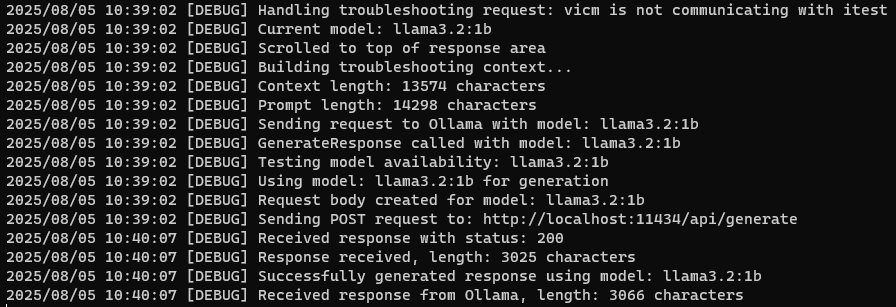 2025/08/05 10:39:02 [DEBUG] Handling troubleshooting request: vicm is not communicating with itest
2025/08/05 10:39:02 [DEBUG] Current model: llama3.2:1b
2025/08/05 10:39:02 [DEBUG] Scrolled to top of response area
2025/08/05 10:39:02 [DEBUG] Building troubleshooting context...
2025/08/05 10:39:02 [DEBUG] Context length: 13574 characters
2025/08/05 10:39:02 [DEBUG] Prompt length: 14298 characters
2025/08/05 10:39:02 [DEBUG] Sending request to Ollama with model: llama3.2:1b
2025/08/05 10:39:02 [DEBUG] GenerateResponse called with model: llama3.2:1b
2025/08/05 10:39:02 [DEBUG] Testing model availability: llama3.2:1b
2025/08/05 10:39:02 [DEBUG] Using model: llama3.2:1b for generation
2025/08/05 10:39:02 [DEBUG] Request body created for model: llama3.2:1b
2025/08/05 10:39:02 [DEBUG] Sending POST request to: http://localhost:11434/api/generate
2025/08/05 10:40:07 [DEBUG] Received response with status: 200
2025/08/05 10:40:07 [DEBUG] Response received, length: 3025 characters
2025/08/05 10:40:07 [DEBUG] Successfully generated response using model: llama3.2:1b
2025/08/05 10:40:07 [DEBUG] Received response from Ollama, length: 3066 characters